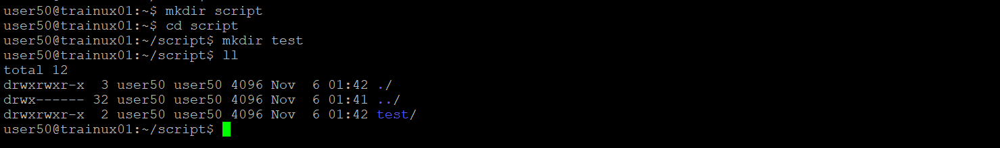 user50@trainux01:~$ mkdir script
user50@trainux01:~$ cd script
user50@trainux01:~/script$ mkdir test
user50@trainux01:~/script$ ll
total 12
drwxrwxr-x  3 user50 user50 4096 Nov  6 01:42 ./
drwx------ 32 user50 user50 4096 Nov  6 01:41 ../
drwxrwxr-x  2 user50 user50 4096 Nov  6 01:42 test/
user50@trainux01:~/script$